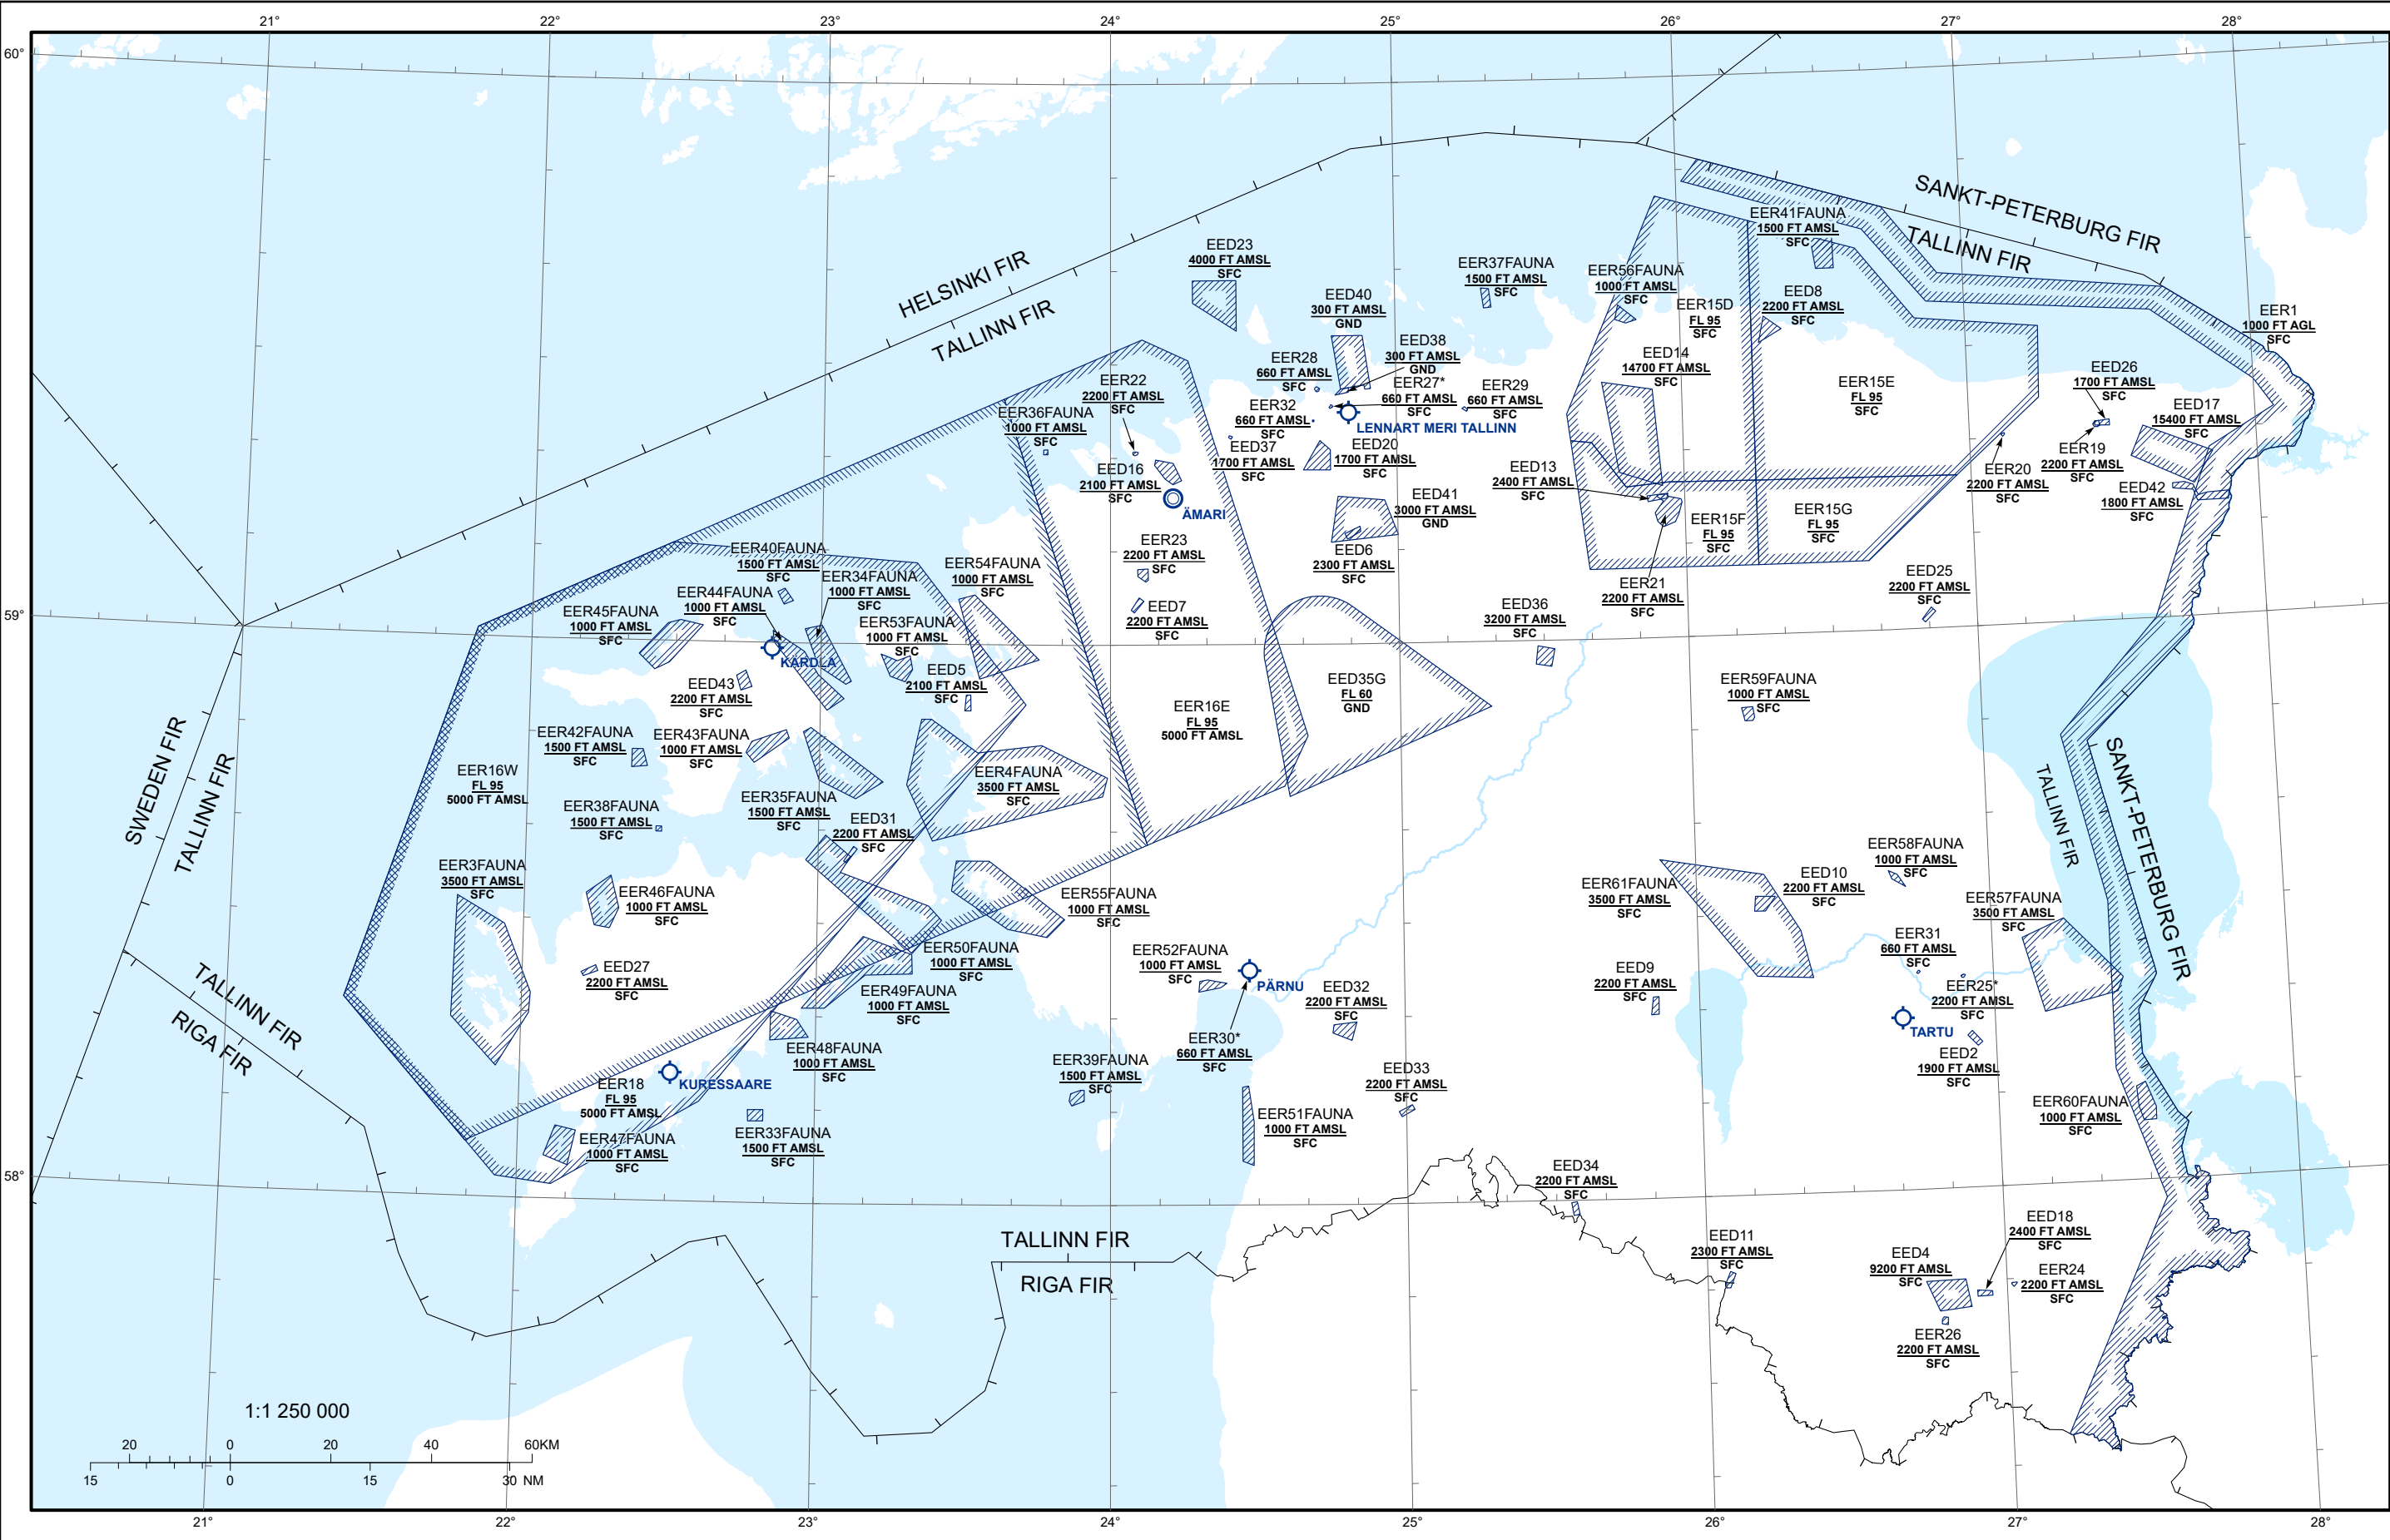 21°
22°
23°
24°
25°
26°
27°
28°
60°
59°
58°
SANKT-PETERBURG FIR
TALLINN FIR
HELSINKI FIR
TALLINN FIR
EER41FAUNA
1500 FT AMSL
SFC
EED23
4000 FT AMSL
SFC
EER37FAUNA
1500 FT AMSL
SFC
EER56FAUNA
1000 FT AMSL
SFC
EED40
300 FT AMSL
GND
EER15D
FL 95
SFC
EED8
2200 FT AMSL
SFC
EER1
1000 FT AGL
SFC
EED38
300 FT AMSL
GND
EER28
660 FT AMSL
SFC
EED14
14700 FT AMSL
SFC
EER15E
FL 95
SFC
EED26
1700 FT AMSL
SFC
EER22
2200 FT AMSL
SFC
EER27*
660 FT AMSL
SFC
EER29
660 FT AMSL
SFC
EER32
660 FT AMSL
SFC
EED17
15400 FT AMSL
SFC
EER36FAUNA
1000 FT AMSL
SFC
LENNART MERI TALLINN
EED37
1700 FT AMSL
SFC
EED20
1700 FT AMSL
SFC
EED16
2100 FT AMSL
SFC
EED13
2400 FT AMSL
SFC
EER20
2200 FT AMSL
SFC
EER19
2200 FT AMSL
SFC
EED42
1800 FT AMSL
SFC
ÄMARI
EED41
3000 FT AMSL
GND
EER15F
FL 95
SFC
EER15G
FL 95
SFC
EER23
2200 FT AMSL
SFC
EED6
2300 FT AMSL
SFC
EER40FAUNA
1500 FT AMSL
SFC
EER34FAUNA
1000 FT AMSL
SFC
EER54FAUNA
1000 FT AMSL
SFC
EER44FAUNA
1000 FT AMSL
SFC
EER45FAUNA
1000 FT AMSL
SFC
EER53FAUNA
1000 FT AMSL
SFC
EED7
2200 FT AMSL
SFC
EER21
2200 FT AMSL
SFC
EED36
3200 FT AMSL
SFC
EED25
2200 FT AMSL
SFC
KÄRDLA
EED43
2200 FT AMSL
SFC
EED5
2100 FT AMSL
SFC
EED35G
FL 60
GND
EER59FAUNA
1000 FT AMSL
SFC
EER16E
FL 95
5000 FT AMSL
SWEDEN FIR
TALLINN FIR
EER42FAUNA
1500 FT AMSL
SFC
EER43FAUNA
1000 FT AMSL
SFC
EER16W
FL 95
5000 FT AMSL
EER4FAUNA
3500 FT AMSL
SFC
TALLINN FIR
SANKT-PETERBURG FIR
EER38FAUNA
1500 FT AMSL
SFC
EER35FAUNA
1500 FT AMSL
SFC
EED31
2200 FT AMSL
SFC
EER3FAUNA
3500 FT AMSL
SFC
EER46FAUNA
1000 FT AMSL
SFC
EER55FAUNA
1000 FT AMSL
SFC
EER61FAUNA
3500 FT AMSL
SFC
EED10
2200 FT AMSL
SFC
EER58FAUNA
1000 FT AMSL
SFC
EER57FAUNA
3500 FT AMSL
SFC
EER50FAUNA
1000 FT AMSL
SFC
EER52FAUNA
1000 FT AMSL
SFC
EER31
660 FT AMSL
SFC
EED27
2200 FT AMSL
SFC
TALLINN FIR
RIGA FIR
EER49FAUNA
1000 FT AMSL
SFC
PÄRNU
EED32
2200 FT AMSL
SFC
EED9
2200 FT AMSL
SFC
EER25*
2200 FT AMSL
SFC
TARTU
EER30*
660 FT AMSL
SFC
EER48FAUNA
1000 FT AMSL
SFC
EED2
1900 FT AMSL
SFC
EER39FAUNA
1500 FT AMSL
SFC
EED33
2200 FT AMSL
SFC
KURESSAARE
EER18
FL 95
5000 FT AMSL
EER60FAUNA
1000 FT AMSL
SFC
EER51FAUNA
1000 FT AMSL
SFC
EER33FAUNA
1500 FT AMSL
SFC
EER47FAUNA
1000 FT AMSL
SFC
EED34
2200 FT AMSL
SFC
TALLINN FIR
RIGA FIR
EED11
2300 FT AMSL
SFC
EED18
2400 FT AMSL
SFC
EED4
9200 FT AMSL
SFC
EER24
2200 FT AMSL
SFC
EER26
2200 FT AMSL
SFC
1:1 250 000
20
0
20
40
60KM
15
0
15
30 NM
21°
22°
23°
24°
25°
26°
27°
28°